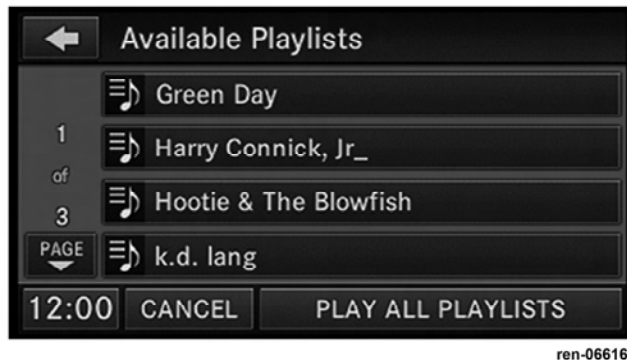 Available Playlists
Green Day
1
Harry Connick, Jr_
of
Hootie & The Blowfish
3
PAGE
k.d. lang
12:00
CANCEL
PLAY ALL PLAYLISTS
ren-06616